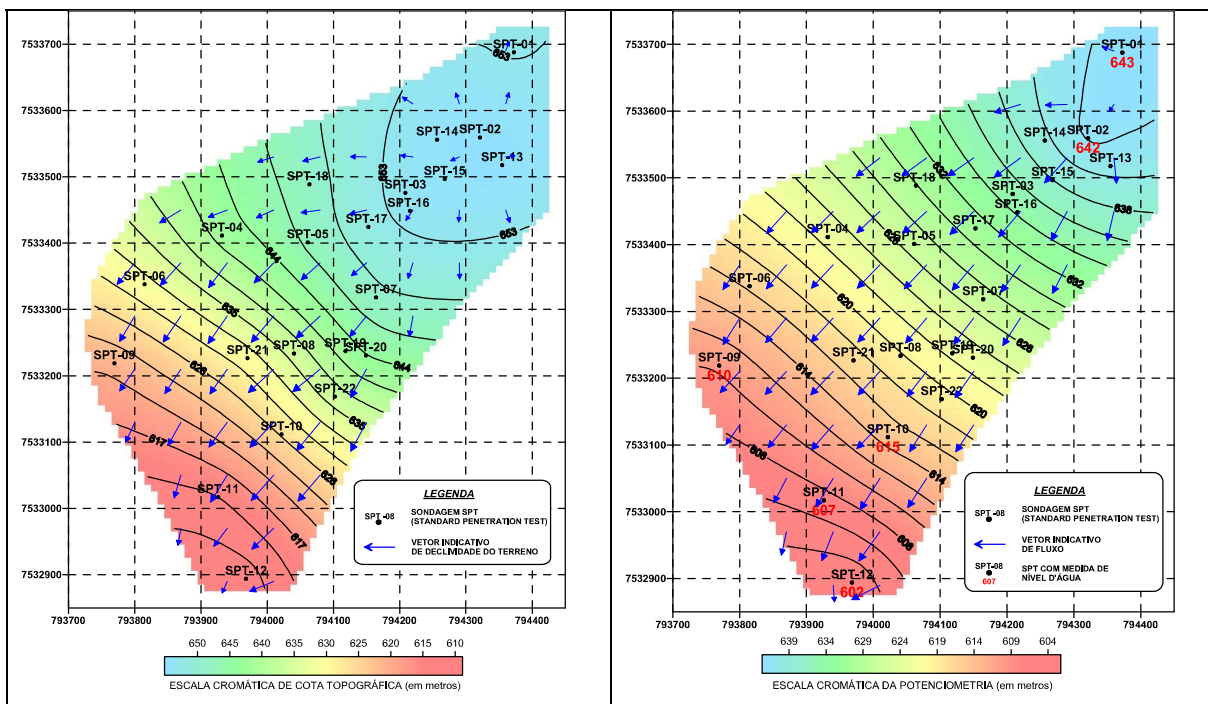 7533700
7533600
7533500
7533400
7533300
7533200
7533100
7533000
7532900
793700 793800 793900 794000 794100 794200 794300 794400
SPT-01
653
SPT-14 SPT-02
SPT-13
SPT-15
SPT-18
653
SPT-03
SPT-16
SPT-17
SPT-04
SPT-05
653
644
SPT-06
SPT-07
635
SPT-09
SPT-21 SPT-08 SPT-19
SPT-20
626
644
SPT-22
635
SPT-10
617
628
SPT-11
617
SPT-12
LEGENDA
SPT-08
SONDAGEM SPT
(STANDARD PENETRATION TEST)
VETOR INDICATIVO
DE DECLIVIDADE DO TERRENO
650 645 640 635 630 625 620 615 610
ESCALA CROMÁTICA DE COTA TOPOGRÁFICA (em metros)
7533700
7533600
7533500
7533400
7533300
7533200
7533100
7533000
7532900
793700 793800 793900 794000 794100 794200 794300 794400
SPT-01
643
SPT-14 SPT-02
642
SPT-13
SPT-15
632
SPT-18
SPT-03
SPT-16
638
SPT-17
SPT-04
SPT-05
626
SPT-06
632
SPT-07
620
SPT-09
610
SPT-21 SPT-08 SPT-19
SPT-20
626
614
SPT-22
620
SPT-10
615
608
614
SPT-11
607
608
SPT-12
602
LEGENDA
SPT-08
SONDAGEM SPT
(STANDARD PENETRATION TEST)
VETOR INDICATIVO
DE FLUXO
SPT-08
607
SPT COM MEDIDA DE
NÍVEL D'ÁGUA
639 634 629 624 619 614 609 604
ESCALA CROMÁTICA DA POTENCIOMETRIA (em metros)